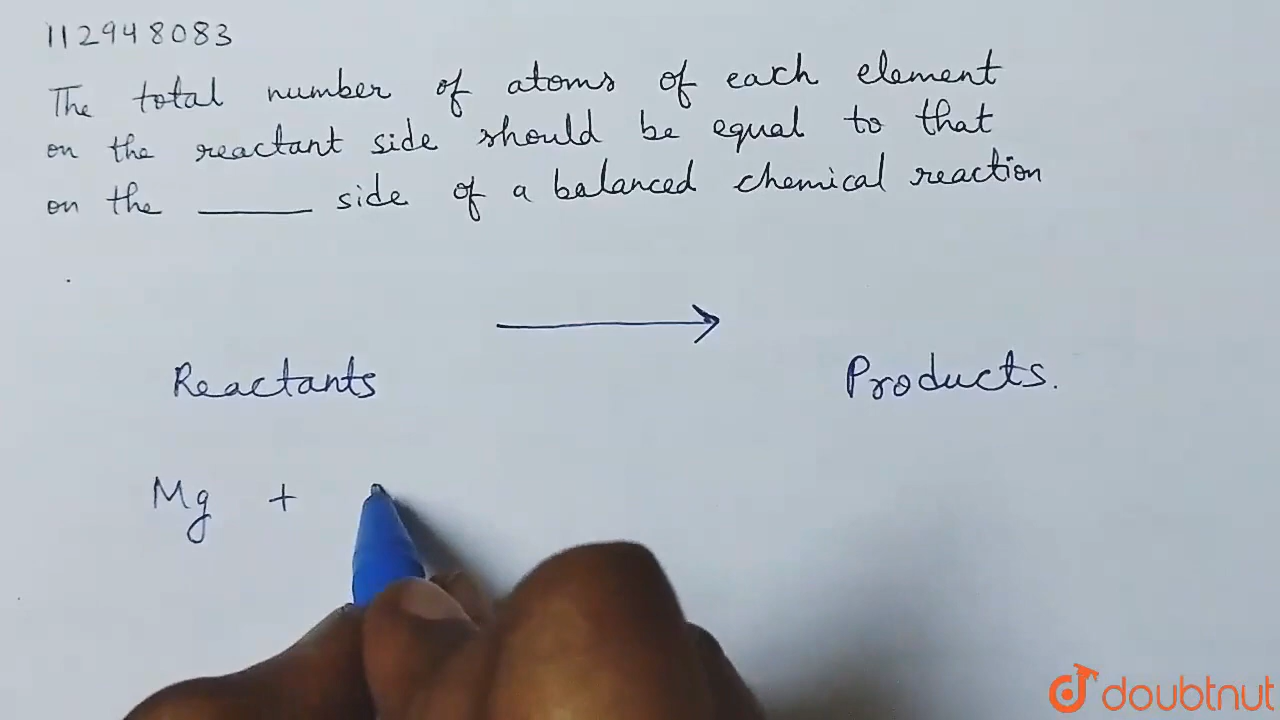 112948083
The total number of atoms of each element
on the reactant side should be equal to that
on the ______ side of a balanced chemical reaction
Reactants ⟶ Products.
Mg +
doubtnut